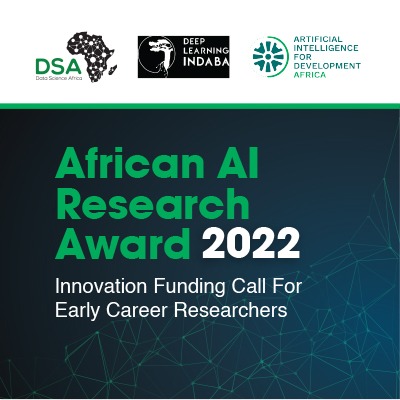 DSA
Data Science Africa
DEEP
LEARNING
INDABA
ARTIFICIAL
INTELLIGENCE
FOR
DEVELOPMENT
AFRICA
African AI
Research
Award 2022
Innovation Funding Call For
Early Career Researchers